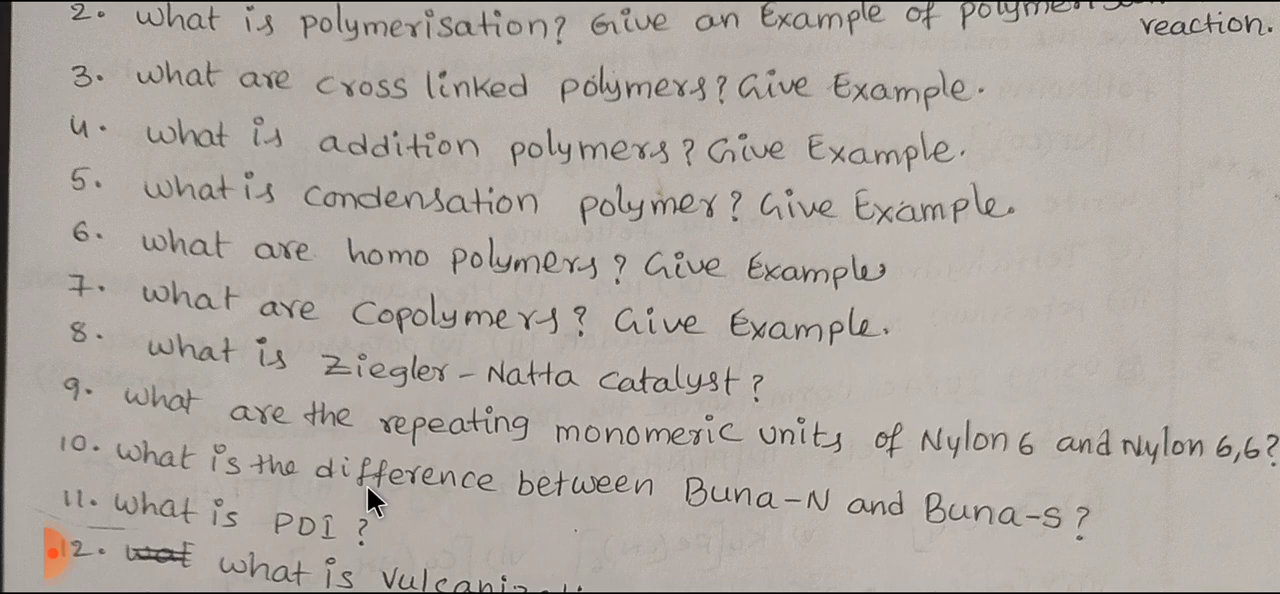 2. what is polymerisation? Give an Example of
reaction.
3. what are cross linked polymers? Give Example.
4. what is addition polymers? Give Example.
5. what is condensation polymer? Give Example.
6. what are homo polymers? Give Example
7. what are Copolymers? Give Example.
8. what is Ziegler-Natta catalyst?
9. what are the repeating monomeric units of Nylon 6 and Nylon 6,6?
10. what is the difference between Buna-N and Buna-S?
11. what is PDI?
12. what is